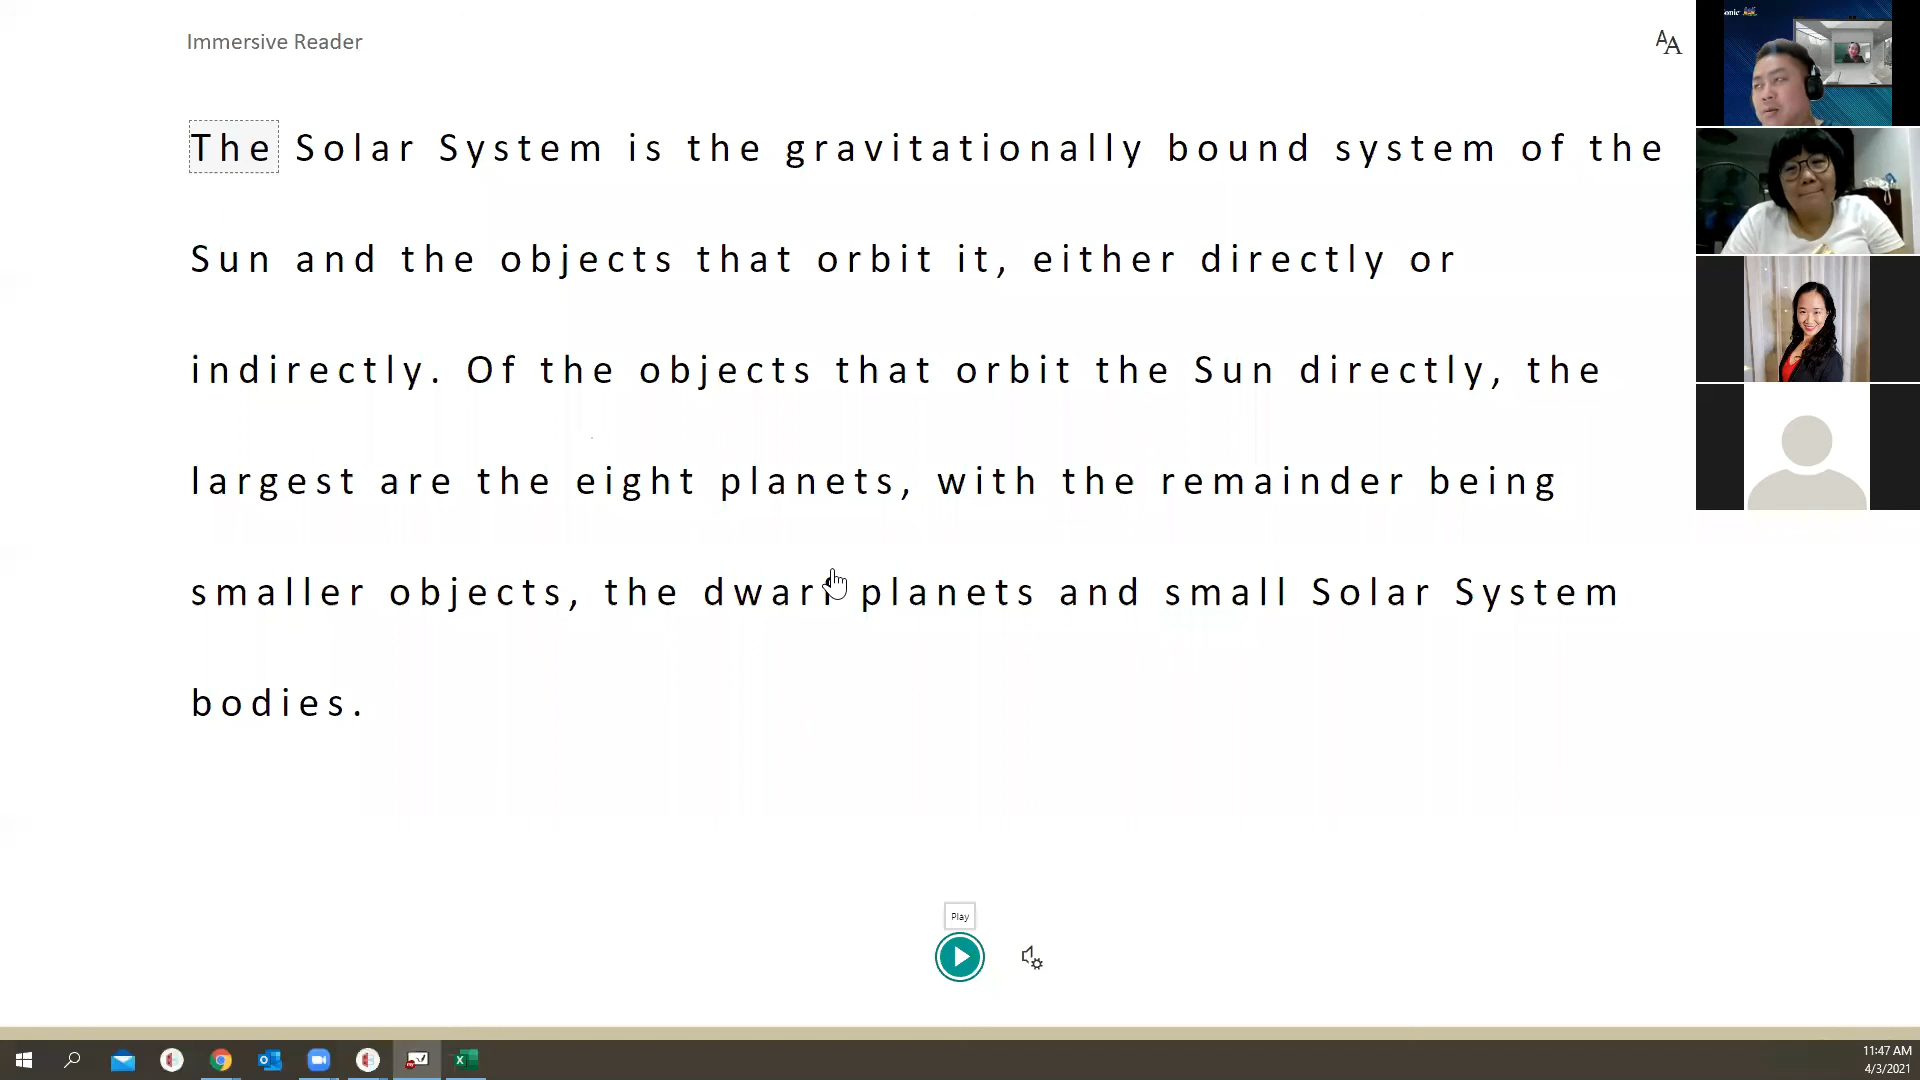 Immersive Reader
The Solar System is the gravitationally bound system of the
Sun and the objects that orbit it, either directly or
indirectly. Of the objects that orbit the Sun directly, the
largest are the eight planets, with the remainder being
smaller objects, the dwarf planets and small Solar System
bodies.
Play
11:47 AM
4/3/2021